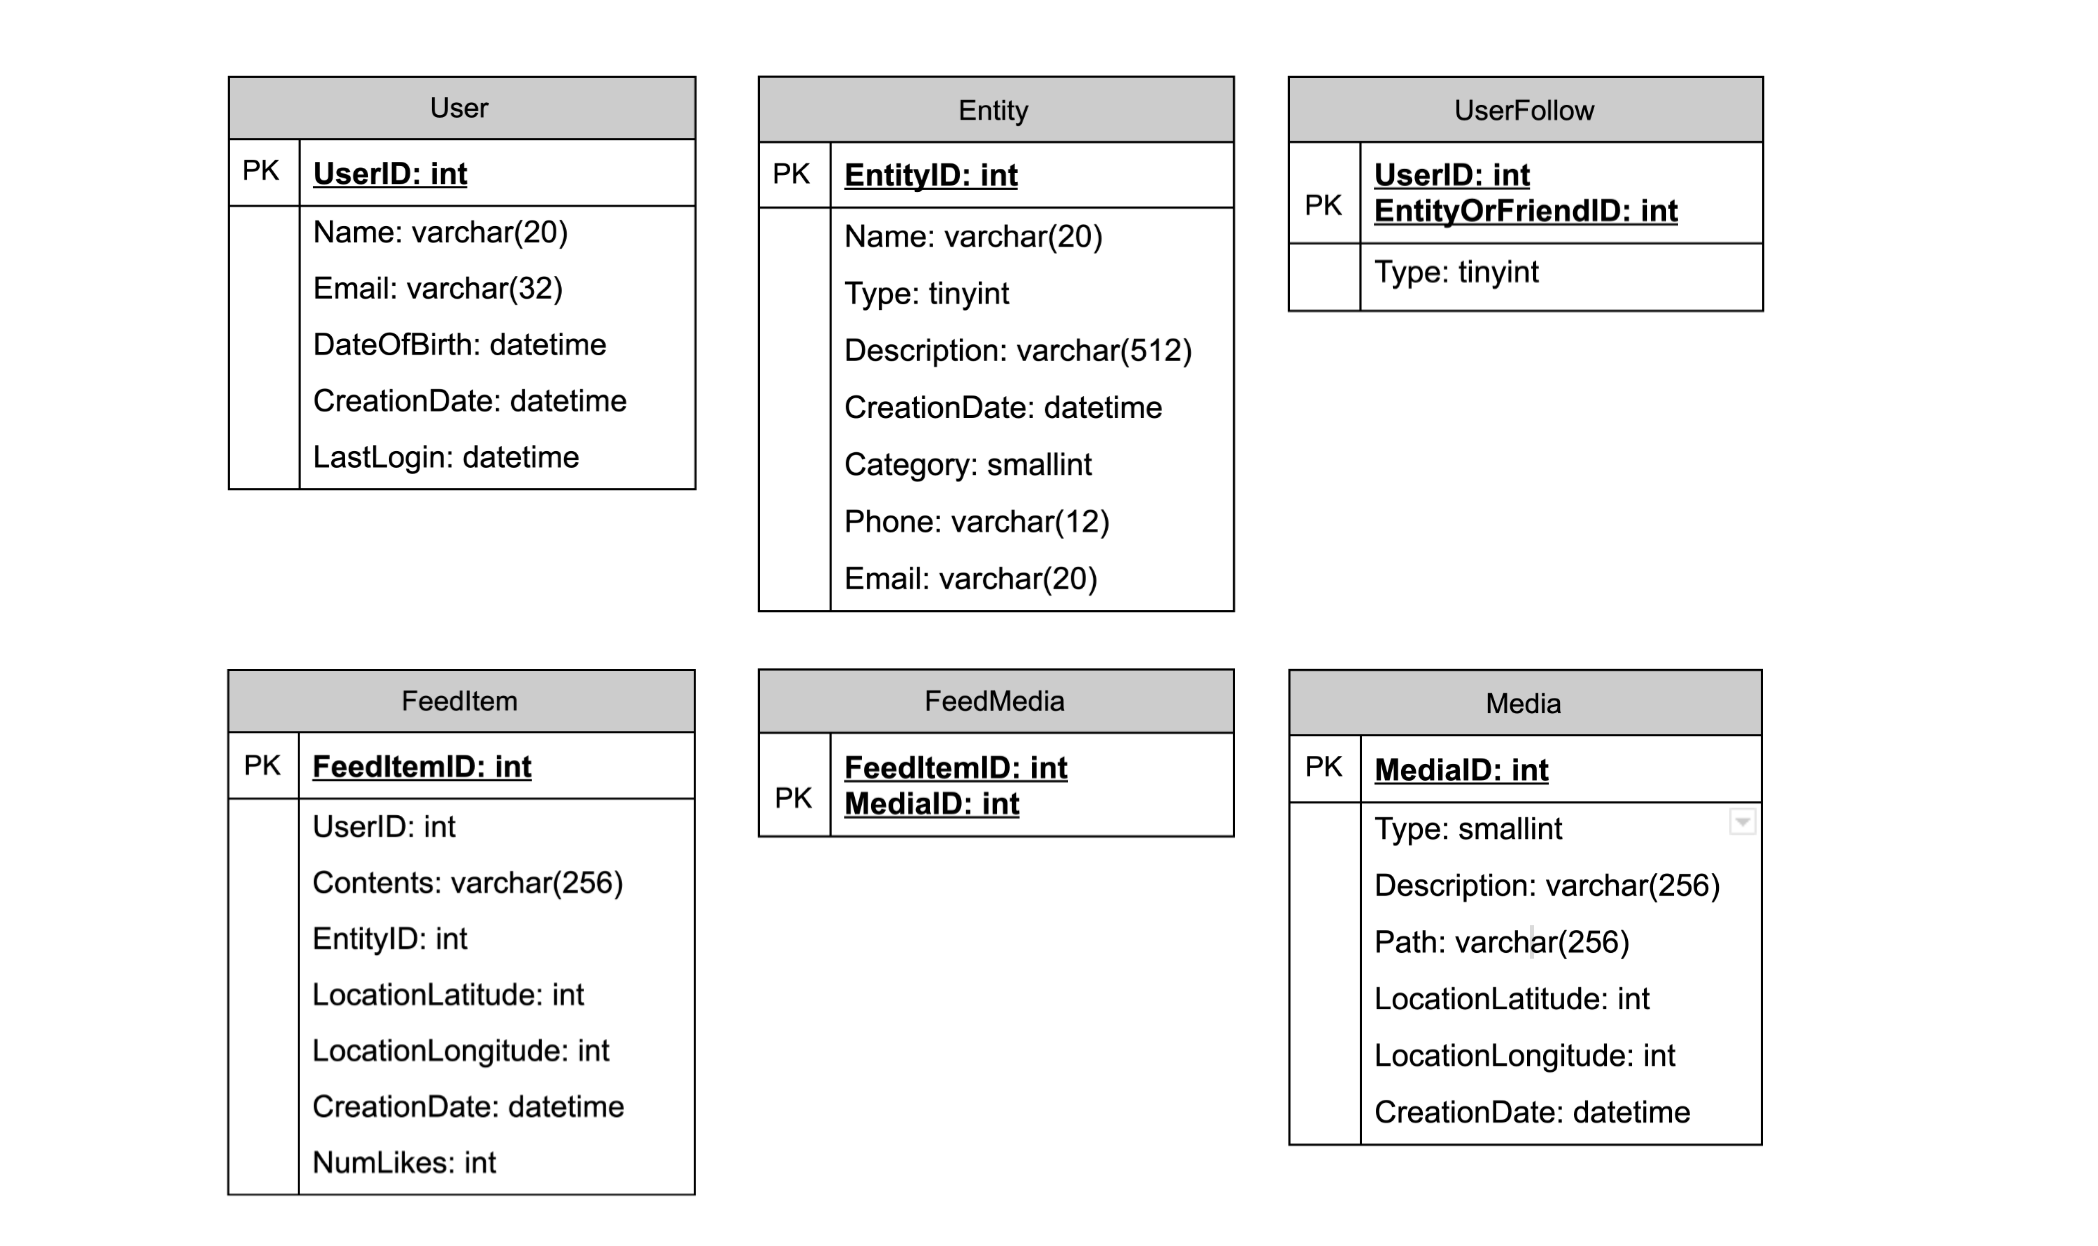 User
PK
UserID: int
Name: varchar(20)
Email: varchar(32)
DateOfBirth: datetime
CreationDate: datetime
LastLogin: datetime
Entity
PK
EntityID: int
Name: varchar(20)
Type: tinyint
Description: varchar(512)
CreationDate: datetime
Category: smallint
Phone: varchar(12)
Email: varchar(20)
UserFollow
PK
UserID: int
EntityOrFriendID: int
Type: tinyint
FeedItem
PK
FeedItemID: int
UserID: int
Contents: varchar(256)
EntityID: int
LocationLatitude: int
LocationLongitude: int
CreationDate: datetime
NumLikes: int
FeedMedia
PK
FeedItemID: int
MediaID: int
Media
PK
MediaID: int
Type: smallint
Description: varchar(256)
Path: varchar(256)
LocationLatitude: int
LocationLongitude: int
CreationDate: datetime